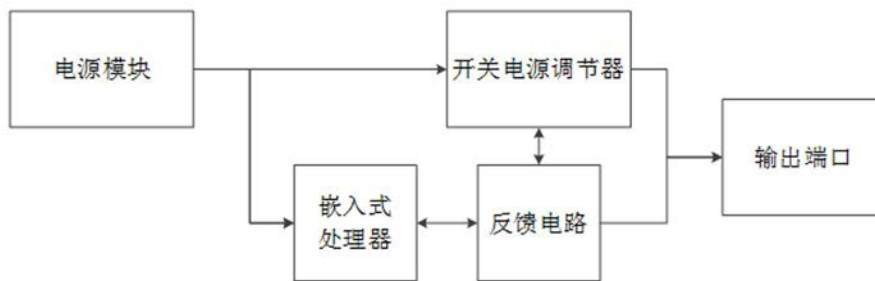 电源模块
开关电源调节器
输出端口
嵌入式
处理器
反馈电路